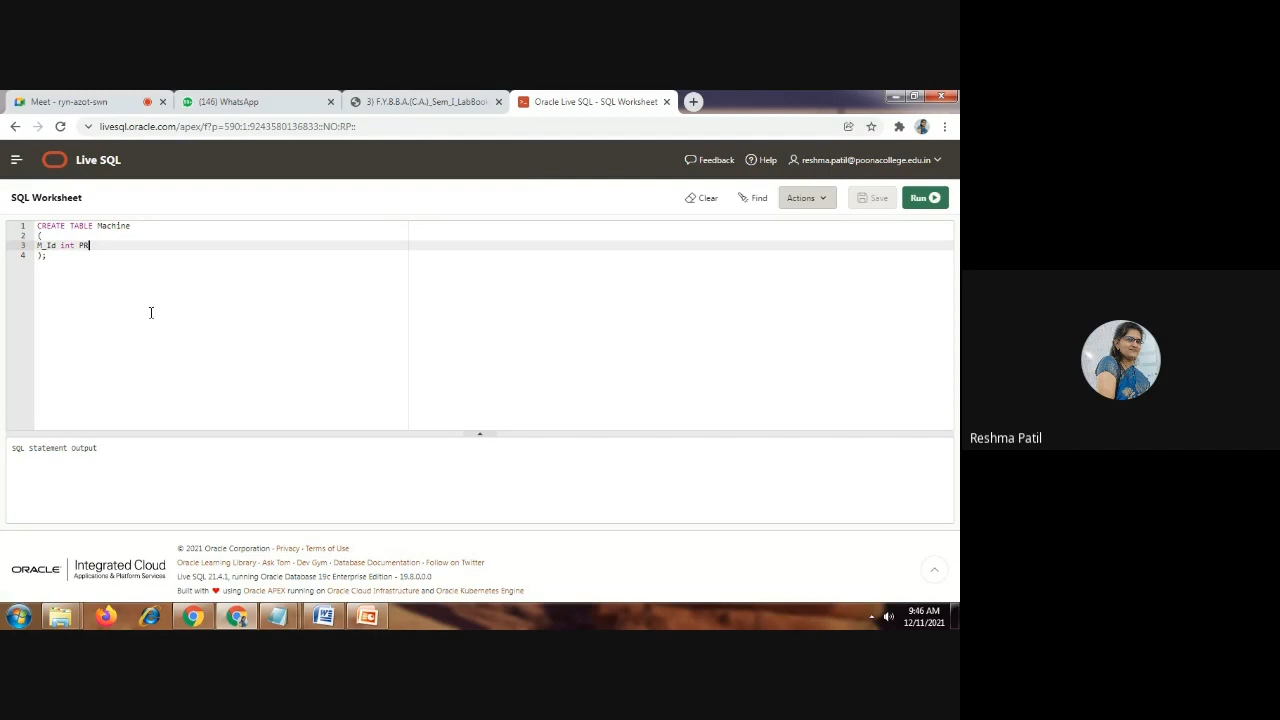 Meet - ryn-azot-swn
(146) WhatsApp
3) F.Y.B.B.A.(C.A.)_Sem_I_LabBoo
Oracle Live SQL - SQL Worksheet
livesql.oracle.com/apex/f?p=590:1:9243580136833::NO:RP::
Live SQL
Feedback
Help
reshma.patil@poonacollege.edu.in
SQL Worksheet
Clear
Find
Actions
Save
Run
1 CREATE TABLE Machine
2 (
3 M_Id int PR
4 );
Reshma Patil
SQL Statement Output
ORACLE
Integrated Cloud
Applications & Platform Services
© 2021 Oracle Corporation · Privacy · Terms of Use
Oracle Learning Library · Ask Tom · Dev Gym · Database Documentation · Follow on Twitter
Live SQL 21.4.1, running Oracle Database 19c Enterprise Edition - 19.8.0.0.0
Built with ❤ using Oracle APEX running on Oracle Cloud Infrastructure and Oracle Kubernetes Engine
9:46 AM
12/11/2021